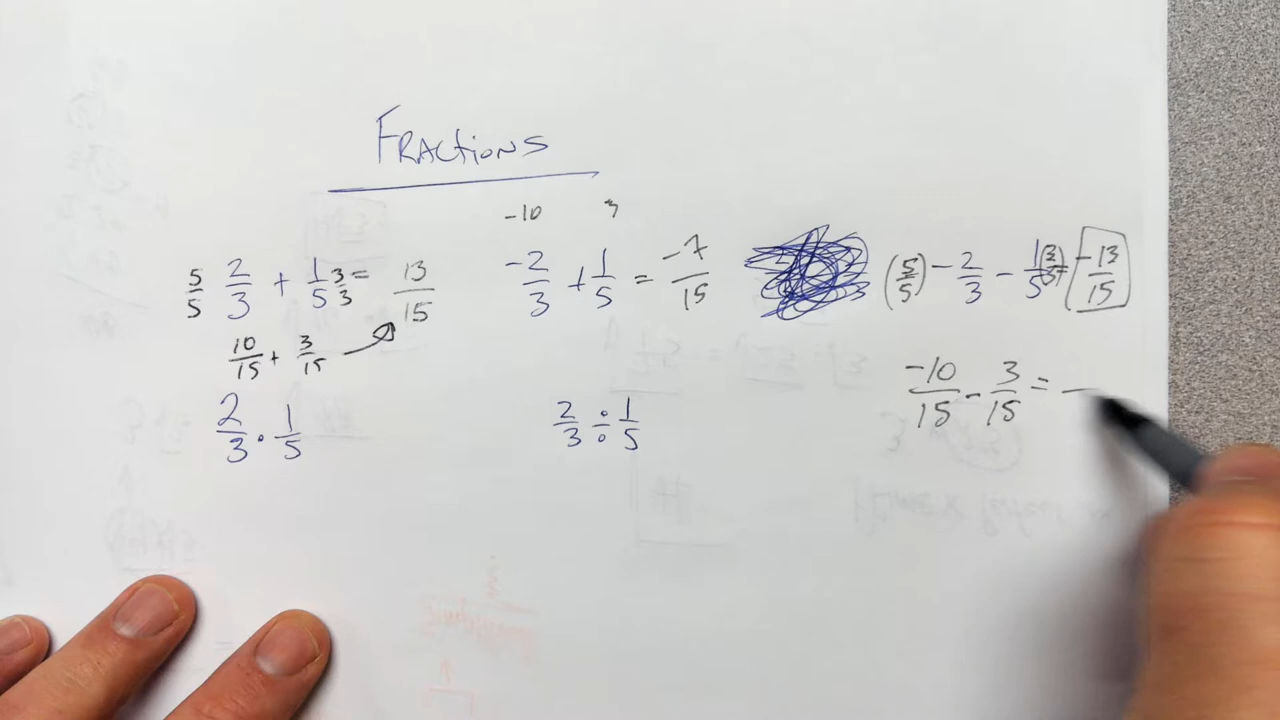 FRACTIONS
-10 3
5/5 2/3 + 1/5 3/3 = 13/15
-2/3 + 1/5 = -7/15
(5/5) -2/3 - 1/5 (3/3) = -13/15
10/15 + 3/15
-10/15 - 3/15 =
2/3 · 1/5
2/3 ÷ 1/5